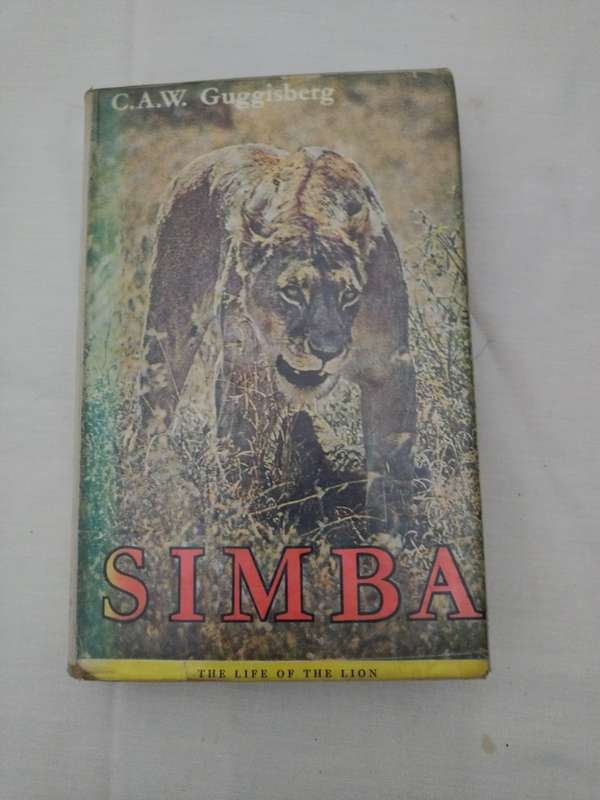 C.A.W. Guggisberg
SIMBA
THE LIFE OF THE LION